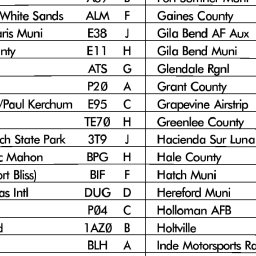 White Sands ALM F Gaines County
aris Muni E38 J Gila Bend AF Aux
nty E11 H Gila Bend Muni
ATS G Glendale Rgnl
P20 A Grant County
/Paul Kerchum E95 C Grapevine Airstrip
TE70 H Greenlee County
ch State Park 3T9 J Hacienda Sur Luna
c Mahon BPG H Hale County
ort Bliss) BIF F Hatch Muni
as Intl DUG D Hereford Muni
P04 C Holloman AFB
d 1AZ0 B Holtville
BLH A Inde Motorsports Ra